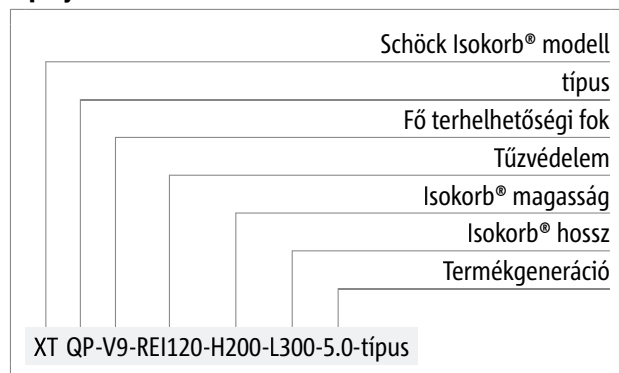 Schöck Isokorb® modell
típus
Fő terhelhetőségi fok
Tűzvédelem
Isokorb® magasság
Isokorb® hossz
Termékgeneráció
XT QP-V9-REI120-H200-L300-5.0-típus